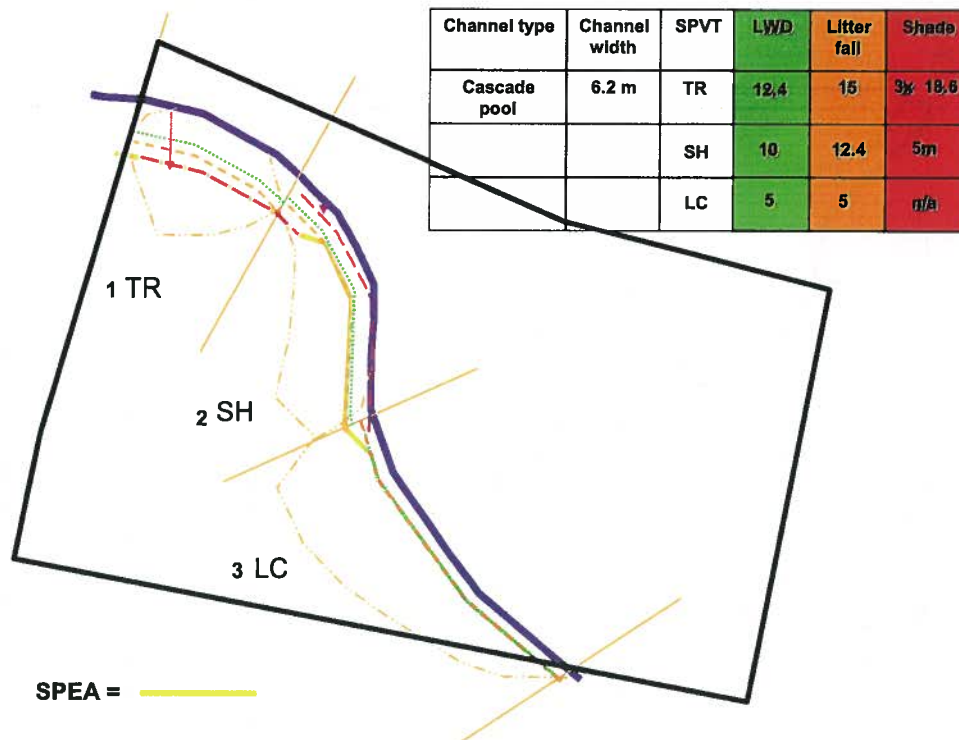 Channel type Channel width SPVT LWD Litter fall Shade
Cascade pool 6.2 m TR 12.4 15 3x 18.6
SH 10 12.4 5m
LC 5 5 n/a
1 TR
2 SH
3 LC
SPEA =